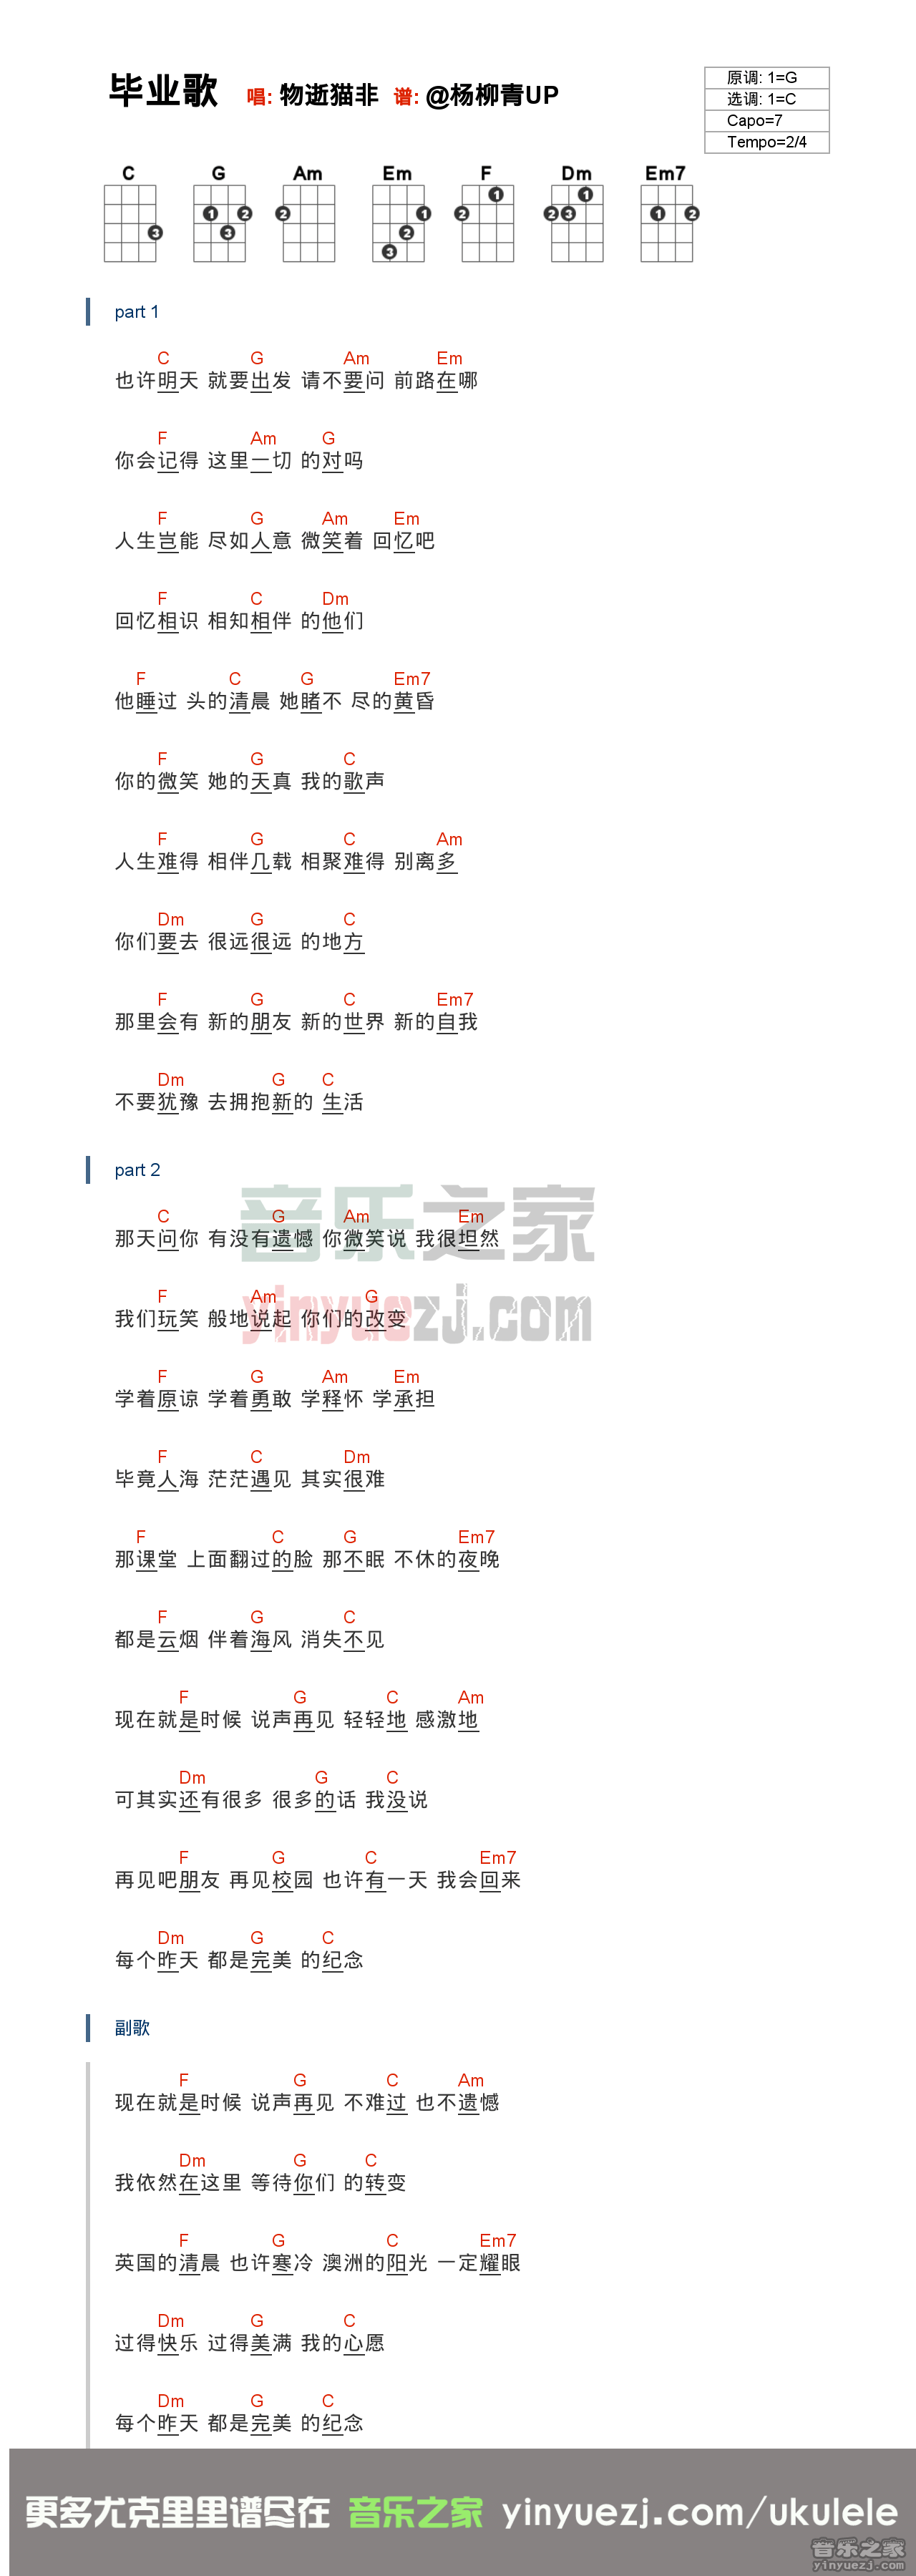 毕业歌 唱: 物逝猫非 谱: @杨柳青UP
原调: 1=G
选调: 1=C
Capo=7
Tempo=2/4
C G Am Em F Dm Em7
3 1 2 3 2 1 2 3 2 1 2 3 1 1 2
part 1
C G Am Em
也许明天 就要出发 请不要问 前路在哪
F Am G
你会记得 这里一切 的对吗
F G Am Em
人生岂能 尽如人意 微笑着 回忆吧
F C Dm
回忆相识 相知相伴 的他们
F C G Em7
他睡过 头的清晨 她睹不 尽的黄昏
F G C
你的微笑 她的天真 我的歌声
F G C Am
人生难得 相伴几载 相聚难得 别离多
Dm G C
你们要去 很远很远 的地方
F G C Em7
那里会有 新的朋友 新的世界 新的自我
Dm G C
不要犹豫 去拥抱新的 生活
part 2
C G Am Em
那天问你 有没有遗憾 你微笑说 我很坦然
F Am G
我们玩笑 般地说起 你们的改变
音乐之家
yinyuezj.com
F G Am Em
学着原谅 学着勇敢 学释怀 学承担
F C Dm
毕竟人海 茫茫遇见 其实很难
F C G Em7
那课堂 上面翻过的脸 那不眠 不休的夜晚
F G C
都是云烟 伴着海风 消失不见
F G C Am
现在就是时候 说声再见 轻轻地 感激地
Dm G C
可其实还有很多 很多的话 我没说
F G C Em7
再见吧朋友 再见校园 也许有一天 我会回来
Dm G C
每个昨天 都是完美 的纪念
副歌
F G C Am
现在就是时候 说声再见 不难过 也不遗憾
Dm G C
我依然在这里 等待你们 的转变
F G C Em7
英国的清晨 也许寒冷 澳洲的阳光 一定耀眼
Dm G C
过得快乐 过得美满 我的心愿
Dm G C
每个昨天 都是完美 的纪念
更多尤克里里谱尽在 音乐之家 yinyuezj.com/ukulele
音乐之家
yinyuezj.com